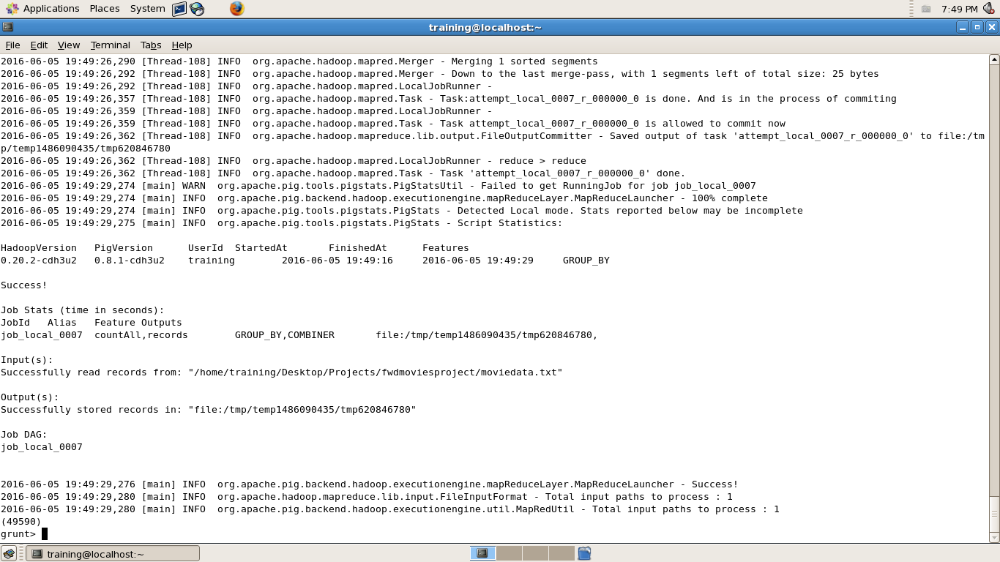 Applications Places System 7:49 PM
training@localhost:~
File Edit View Terminal Tabs Help
2016-06-05 19:49:26,290 [Thread-108] INFO  org.apache.hadoop.mapred.Merger - Merging 1 sorted segments
2016-06-05 19:49:26,292 [Thread-108] INFO  org.apache.hadoop.mapred.Merger - Down to the last merge-pass, with 1 segments left of total size: 25 bytes
2016-06-05 19:49:26,292 [Thread-108] INFO  org.apache.hadoop.mapred.LocalJobRunner -
2016-06-05 19:49:26,357 [Thread-108] INFO  org.apache.hadoop.mapred.Task - Task:attempt_local_0007_r_000000_0 is done. And is in the process of commiting
2016-06-05 19:49:26,359 [Thread-108] INFO  org.apache.hadoop.mapred.LocalJobRunner -
2016-06-05 19:49:26,359 [Thread-108] INFO  org.apache.hadoop.mapred.Task - Task attempt_local_0007_r_000000_0 is allowed to commit now
2016-06-05 19:49:26,362 [Thread-108] INFO  org.apache.hadoop.mapreduce.lib.output.FileOutputCommitter - Saved output of task 'attempt_local_0007_r_000000_0' to file:/tm
p/temp1486090435/tmp620846780
2016-06-05 19:49:26,362 [Thread-108] INFO  org.apache.hadoop.mapred.LocalJobRunner - reduce > reduce
2016-06-05 19:49:26,362 [Thread-108] INFO  org.apache.hadoop.mapred.Task - Task 'attempt_local_0007_r_000000_0' done.
2016-06-05 19:49:29,274 [main] WARN  org.apache.pig.tools.pigstats.PigStatsUtil - Failed to get RunningJob for job job_local_0007
2016-06-05 19:49:29,274 [main] INFO  org.apache.pig.backend.hadoop.executionengine.mapReduceLayer.MapReduceLauncher - 100% complete
2016-06-05 19:49:29,274 [main] INFO  org.apache.pig.tools.pigstats.PigStats - Detected Local mode. Stats reported below may be incomplete
2016-06-05 19:49:29,275 [main] INFO  org.apache.pig.tools.pigstats.PigStats - Script Statistics:
HadoopVersion PigVersion UserId StartedAt FinishedAt Features
0.20.2-cdh3u2 0.8.1-cdh3u2 training 2016-06-05 19:49:16 2016-06-05 19:49:29 GROUP_BY
Success!
Job Stats (time in seconds):
JobId Alias Feature Outputs
job_local_0007 countAll,records GROUP_BY,COMBINER file:/tmp/temp1486090435/tmp620846780,
Input(s):
Successfully read records from: "/home/training/Desktop/Projects/fwdmoviesproject/moviedata.txt"
Output(s):
Successfully stored records in: "file:/tmp/temp1486090435/tmp620846780"
Job DAG:
job_local_0007
2016-06-05 19:49:29,276 [main] INFO  org.apache.pig.backend.hadoop.executionengine.mapReduceLayer.MapReduceLauncher - Success!
2016-06-05 19:49:29,280 [main] INFO  org.apache.hadoop.mapreduce.lib.input.FileInputFormat - Total input paths to process : 1
2016-06-05 19:49:29,280 [main] INFO  org.apache.pig.backend.hadoop.executionengine.util.MapRedUtil - Total input paths to process : 1
(49590)
grunt>
training@localhost:~